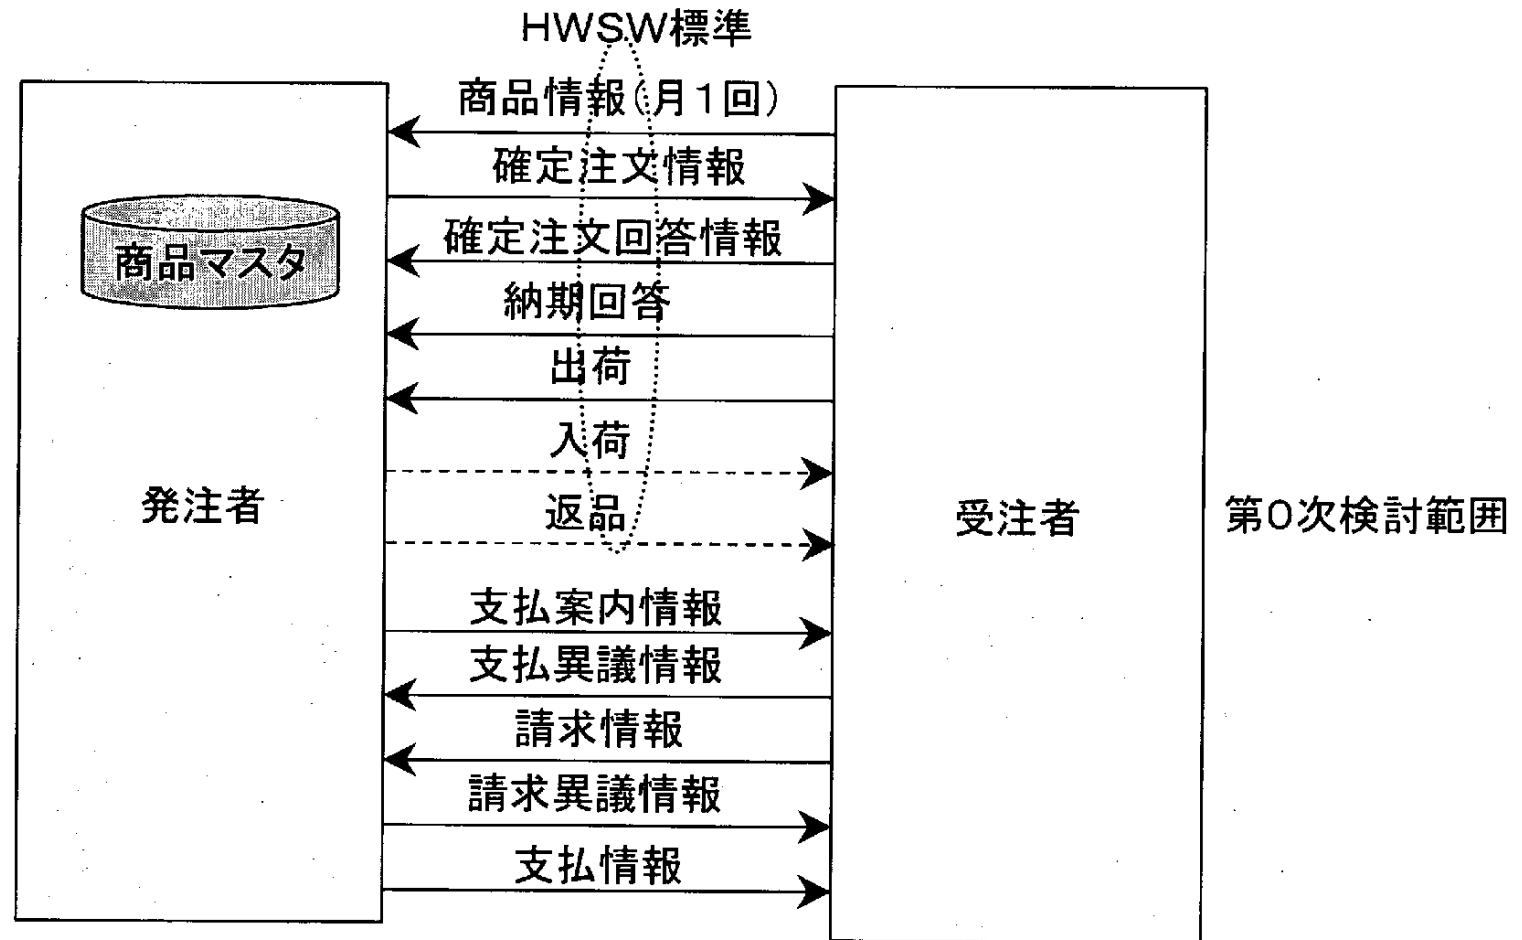 HWSW標準
商品情報(月1回)
確定注文情報
確定注文回答情報
商品マスタ
納期回答
出荷
入荷
返品
発注者
受注者
第0次検討範囲
支払案内情報
支払異議情報
請求情報
請求異議情報
支払情報